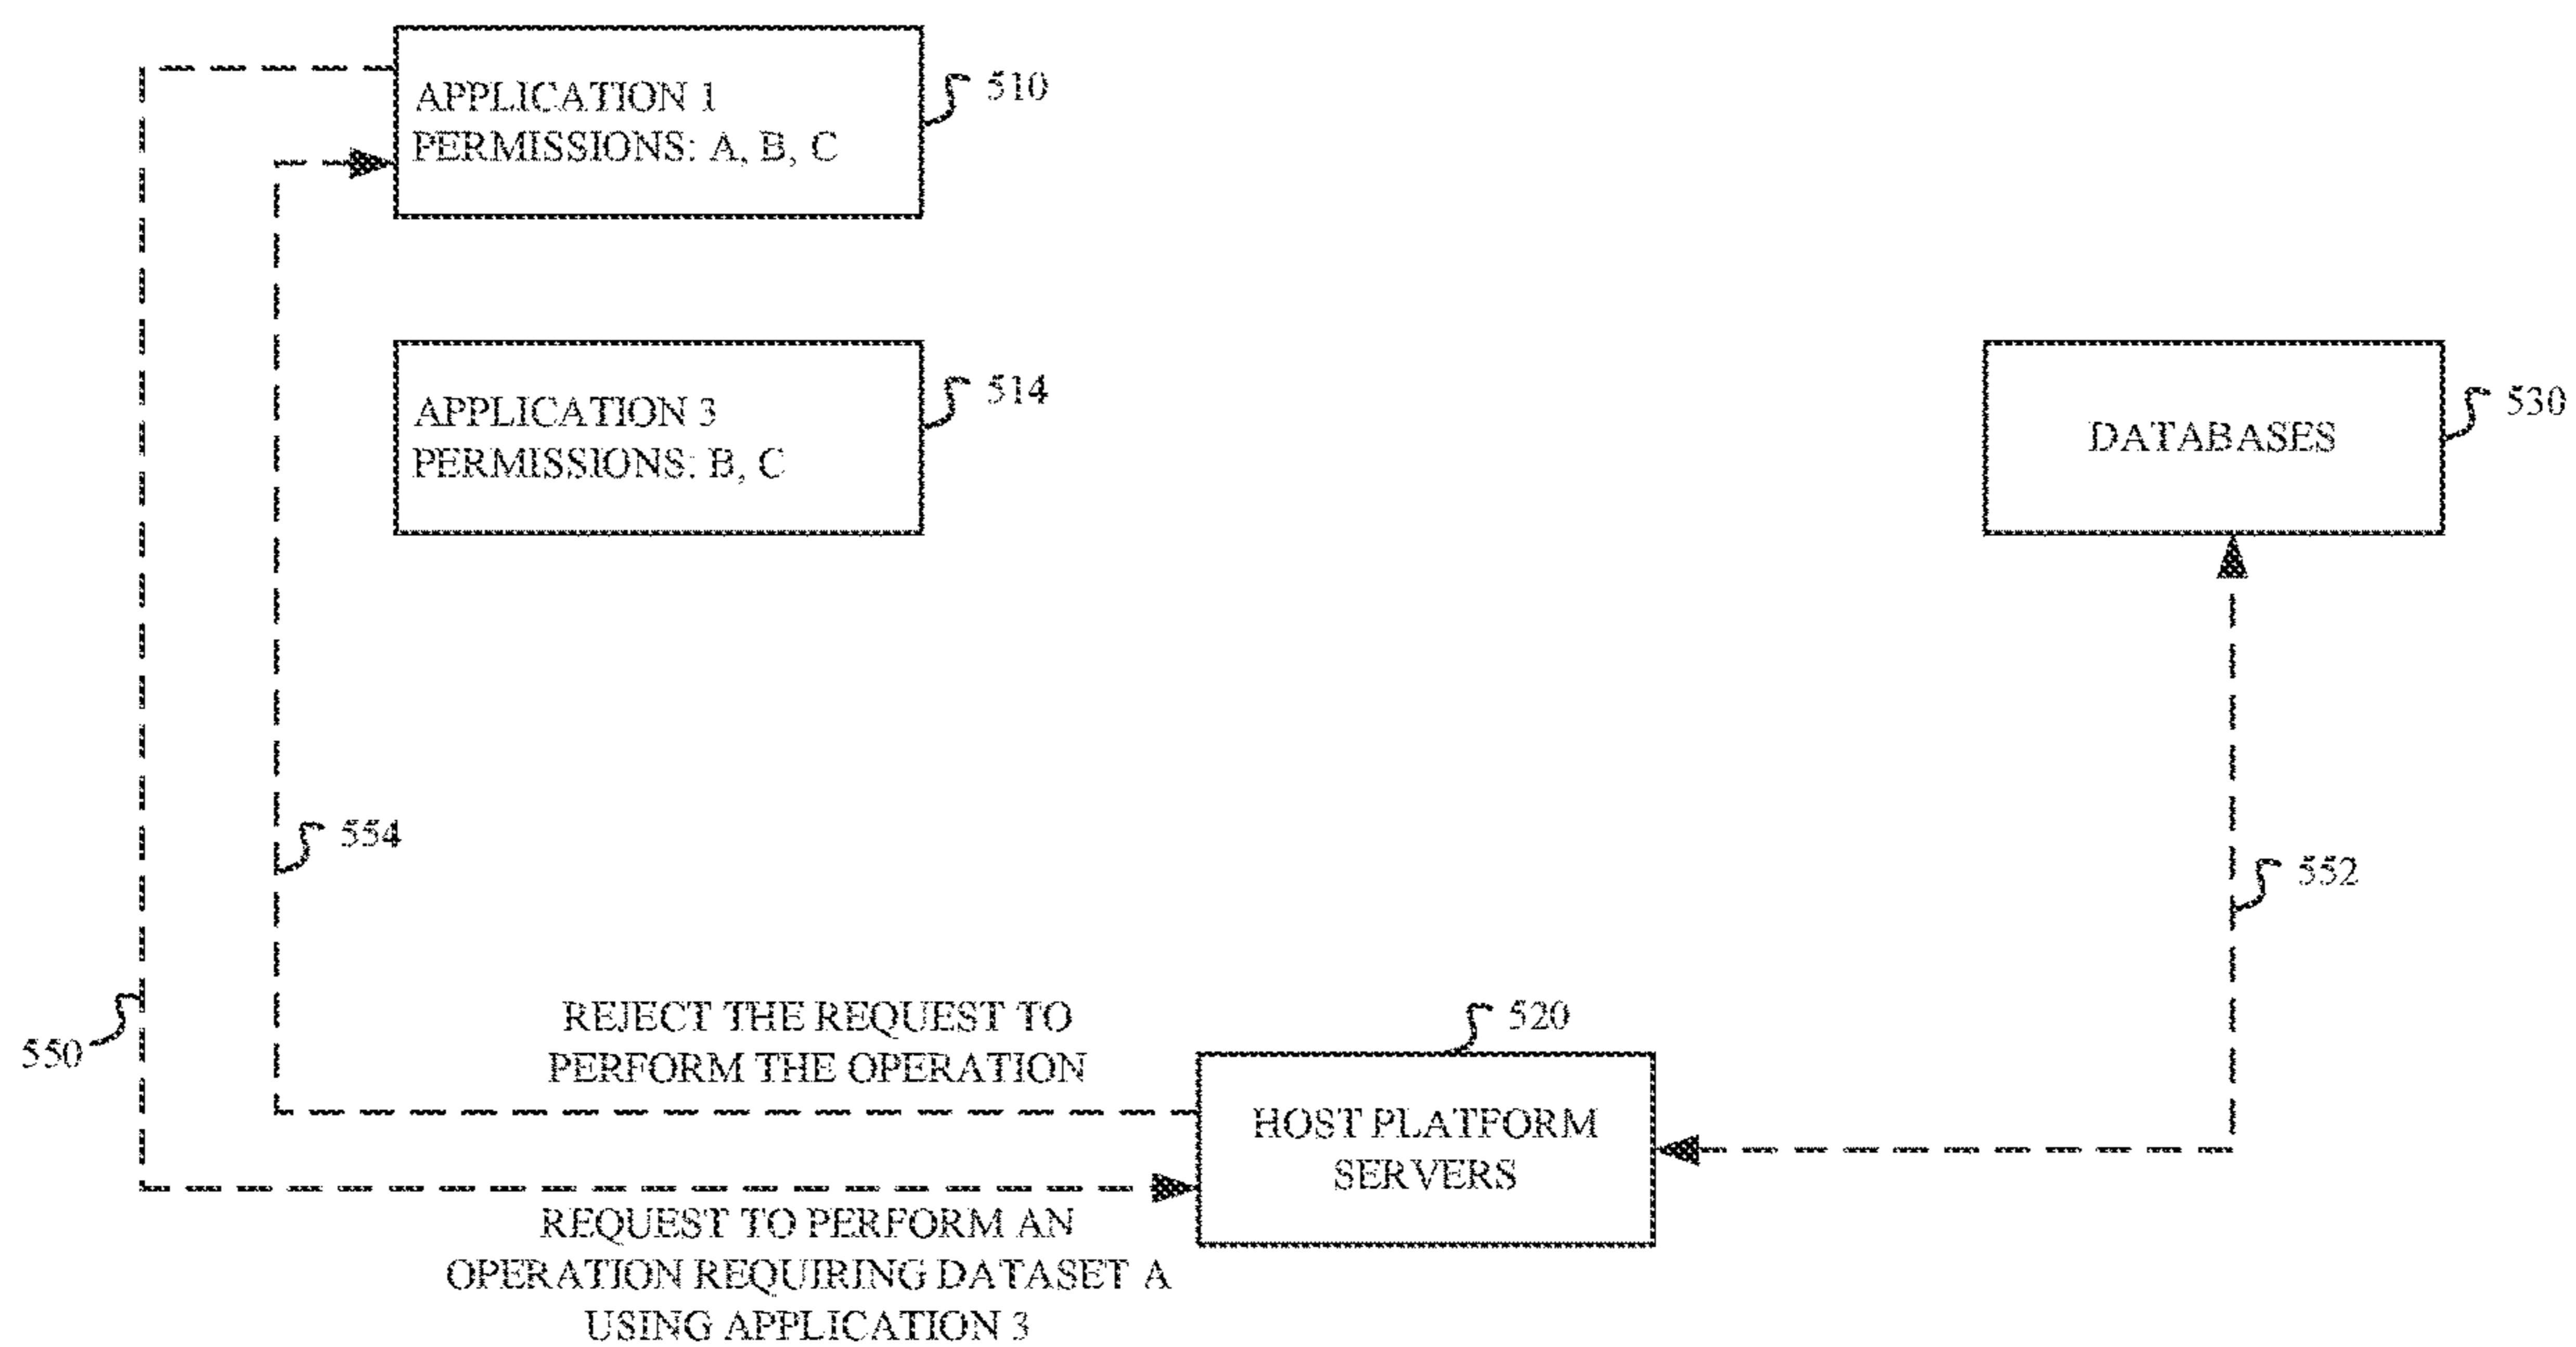 APPLICATION 1
PERMISSIONS: A, B, C
510
APPLICATION 3
PERMISSIONS: B, C
514
DATABASES
530
554
552
550
REJECT THE REQUEST TO
PERFORM THE OPERATION
520
HOST PLATFORM
SERVERS
REQUEST TO PERFORM AN
OPERATION REQUIRING DATASET A
USING APPLICATION 3